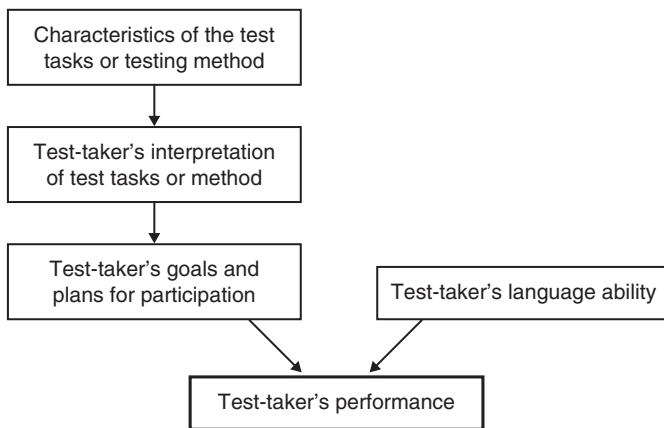 Characteristics of the test
tasks or testing method
Test-taker’s interpretation
of test tasks or method
Test-taker’s goals and
plans for participation
Test-taker’s language ability
Test-taker’s performance